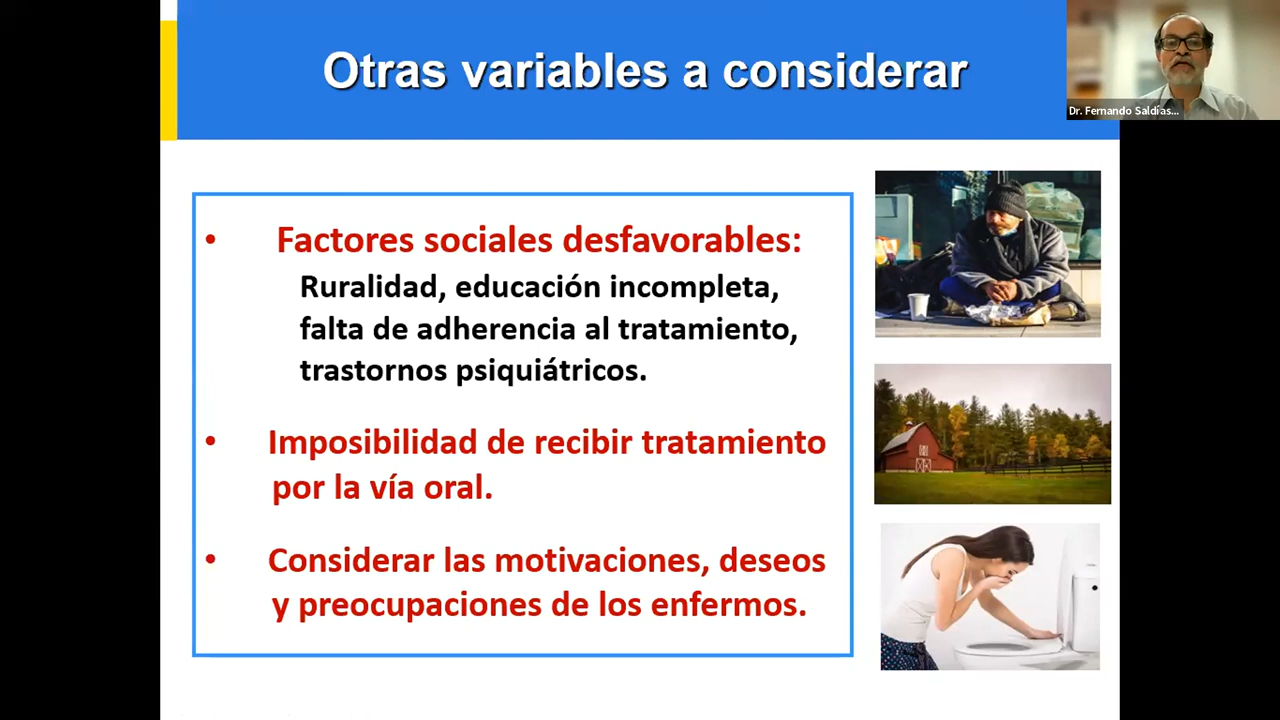 Otras variables a considerar
Dr. Fernando Saldías...
• Factores sociales desfavorables:
Ruralidad, educación incompleta,
falta de adherencia al tratamiento,
trastornos psiquiátricos.
• Imposibilidad de recibir tratamiento
por la vía oral.
• Considerar las motivaciones, deseos
y preocupaciones de los enfermos.